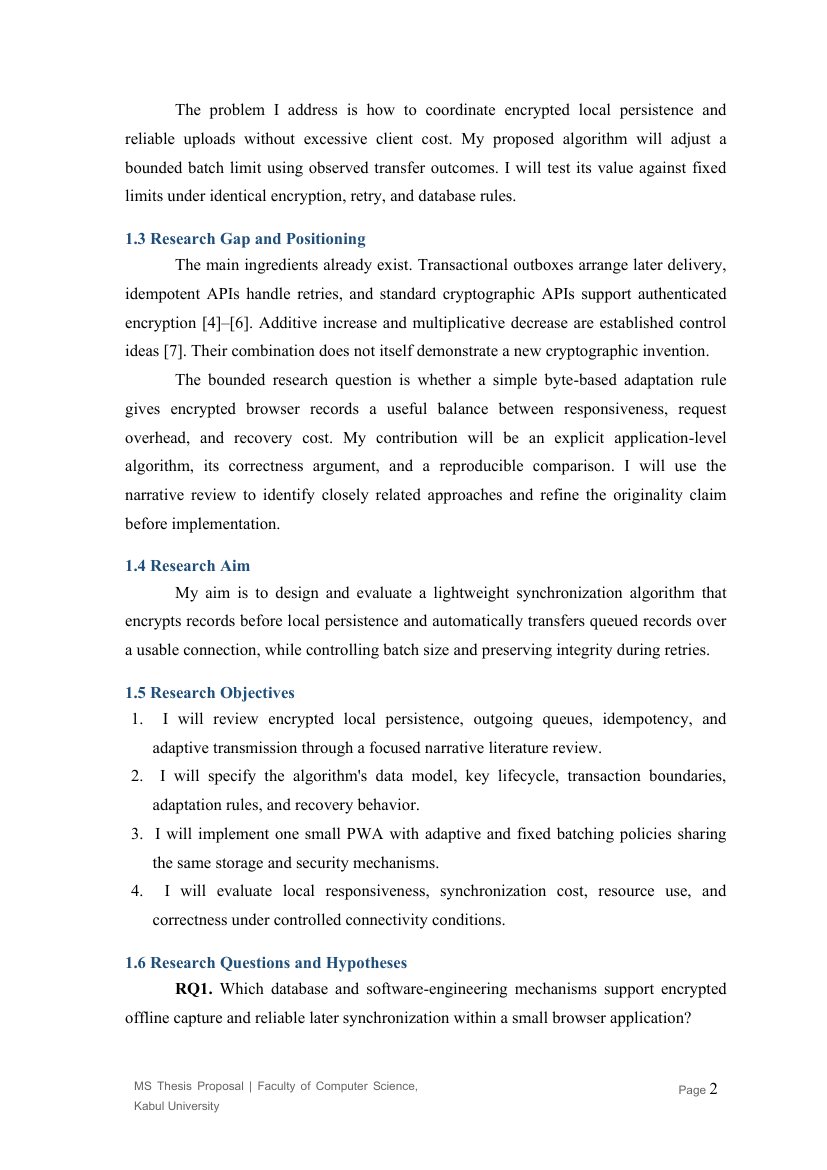 The problem I address is how to coordinate encrypted local persistence and
reliable uploads without excessive client cost. My proposed algorithm will adjust a
bounded batch limit using observed transfer outcomes. I will test its value against fixed
limits under identical encryption, retry, and database rules.
1.3 Research Gap and Positioning
The main ingredients already exist. Transactional outboxes arrange later delivery,
idempotent APIs handle retries, and standard cryptographic APIs support authenticated
encryption [4]–[6]. Additive increase and multiplicative decrease are established control
ideas [7]. Their combination does not itself demonstrate a new cryptographic invention.
The bounded research question is whether a simple byte-based adaptation rule
gives encrypted browser records a useful balance between responsiveness, request
overhead, and recovery cost. My contribution will be an explicit application-level
algorithm, its correctness argument, and a reproducible comparison. I will use the
narrative review to identify closely related approaches and refine the originality claim
before implementation.
1.4 Research Aim
My aim is to design and evaluate a lightweight synchronization algorithm that
encrypts records before local persistence and automatically transfers queued records over
a usable connection, while controlling batch size and preserving integrity during retries.
1.5 Research Objectives
1. I will review encrypted local persistence, outgoing queues, idempotency, and
adaptive transmission through a focused narrative literature review.
2. I will specify the algorithm's data model, key lifecycle, transaction boundaries,
adaptation rules, and recovery behavior.
3. I will implement one small PWA with adaptive and fixed batching policies sharing
the same storage and security mechanisms.
4. I will evaluate local responsiveness, synchronization cost, resource use, and
correctness under controlled connectivity conditions.
1.6 Research Questions and Hypotheses
RQ1. Which database and software-engineering mechanisms support encrypted
offline capture and reliable later synchronization within a small browser application?
MS Thesis Proposal | Faculty of Computer Science,
Kabul University
Page 2